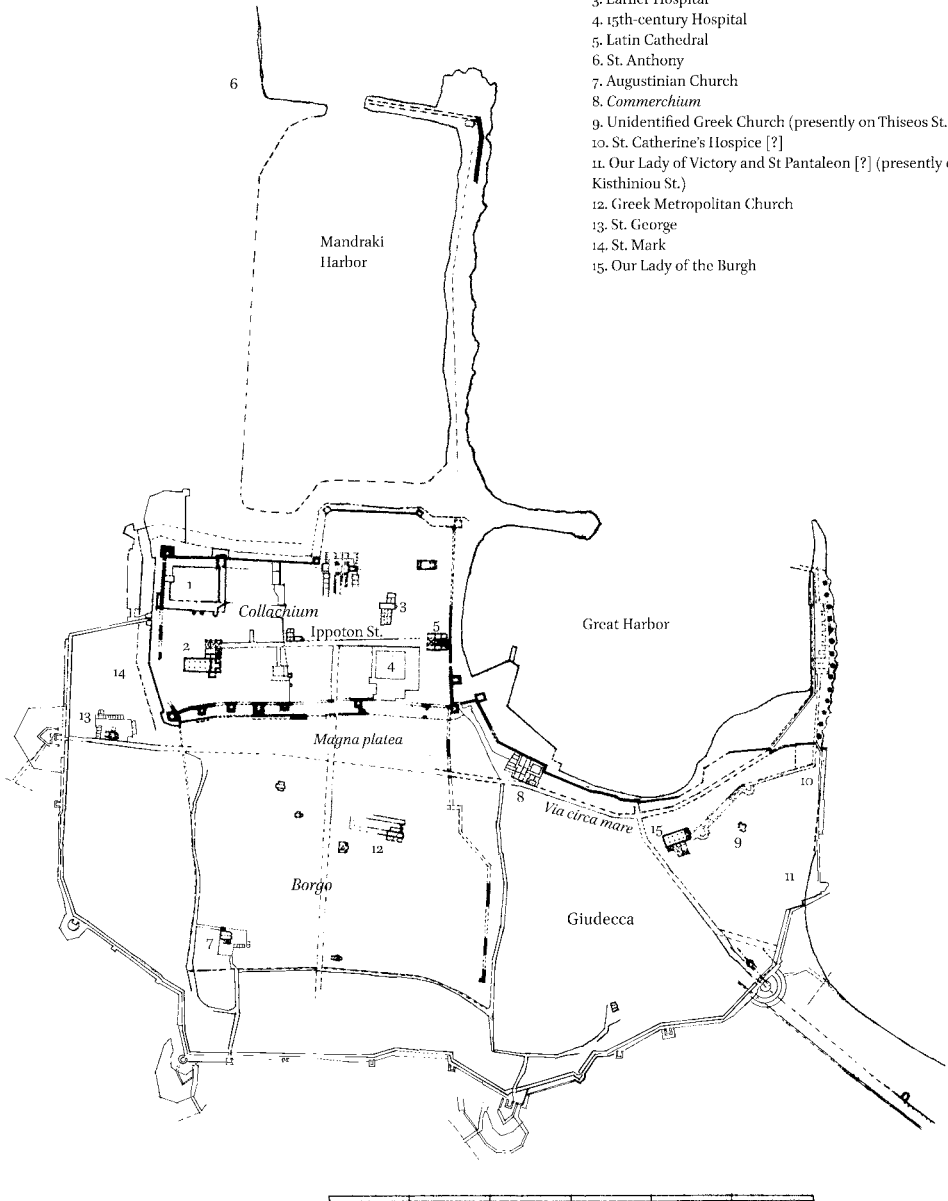 3. Earlier Hospital
4. 15th-century Hospital
5. Latin Cathedral
6. St. Anthony
7. Augustinian Church
8. Commerchium
9. Unidentified Greek Church (presently on Thiseos St.
10. St. Catherine's Hospice [?]
11. Our Lady of Victory and St Pantaleon [?] (presently
Kisthiniou St.)
12. Greek Metropolitan Church
13. St. George
14. St. Mark
15. Our Lady of the Burgh
6
Mandraki
Harbor
1
Collachium
3
Ippoton St.
5
Great Harbor
2
4
14
13
Magna platea
8
Via circa mare
10
15
9
12
11
Borgo
Giudecca
7